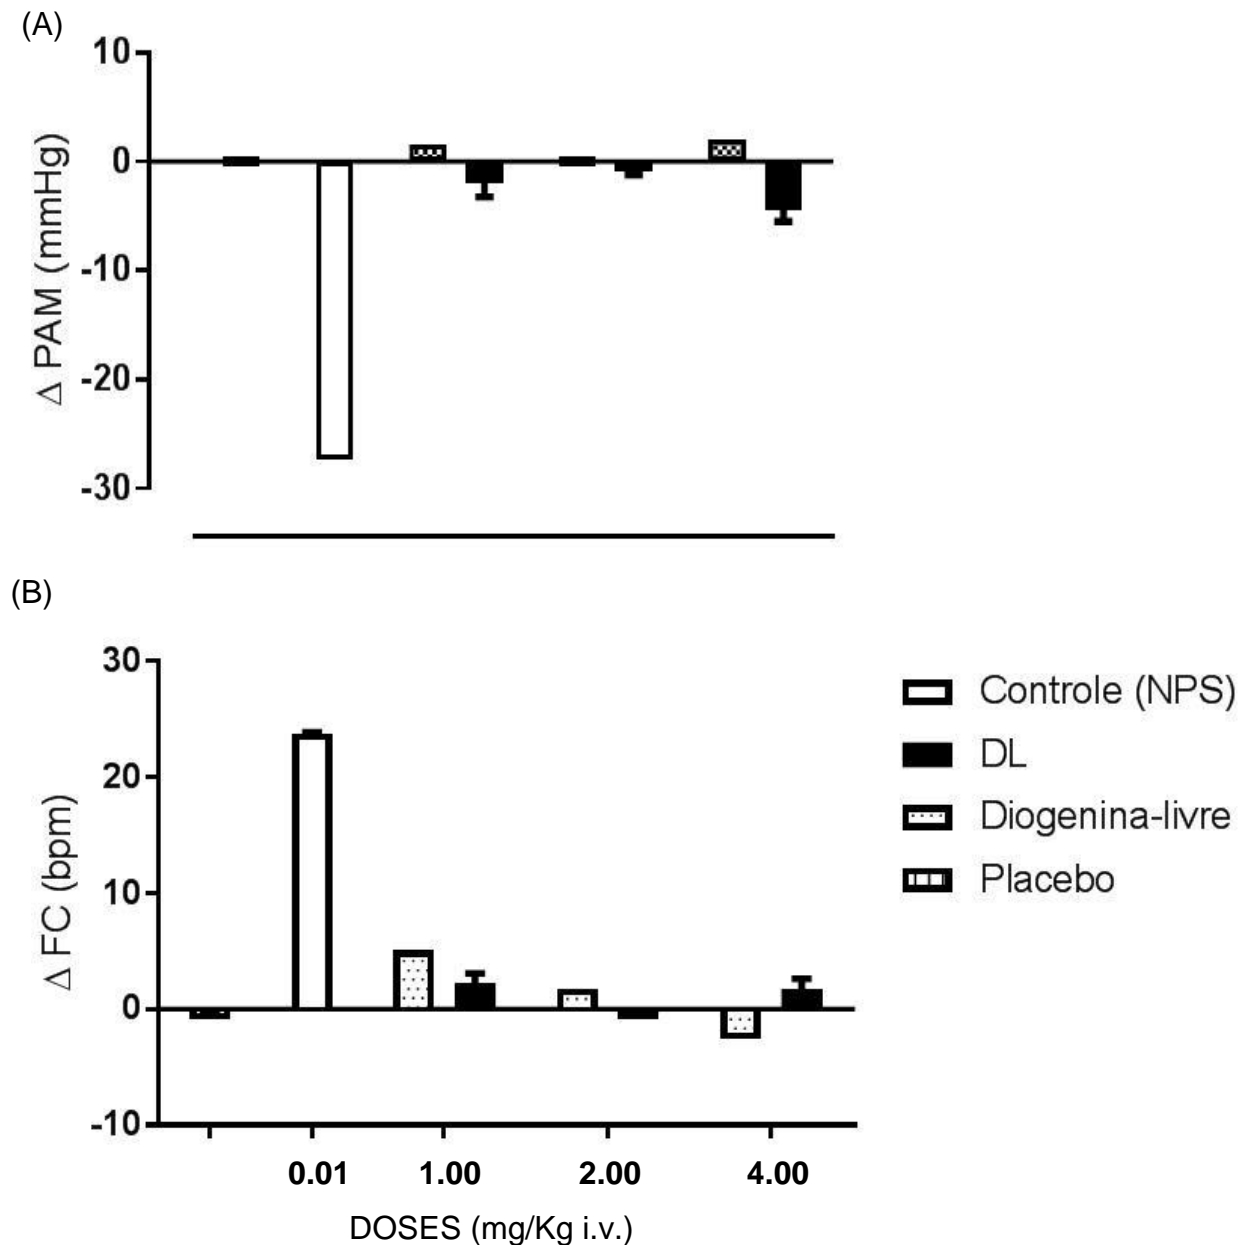 (A)
10
0
-10
-20
-30
Δ PAM (mmHg)
(B)
30
20
10
0
-10
Δ FC (bpm)
Controle (NPS)
DL
Diogenina-livre
Placebo
0.01 1.00 2.00 4.00
DOSES (mg/Kg i.v.)